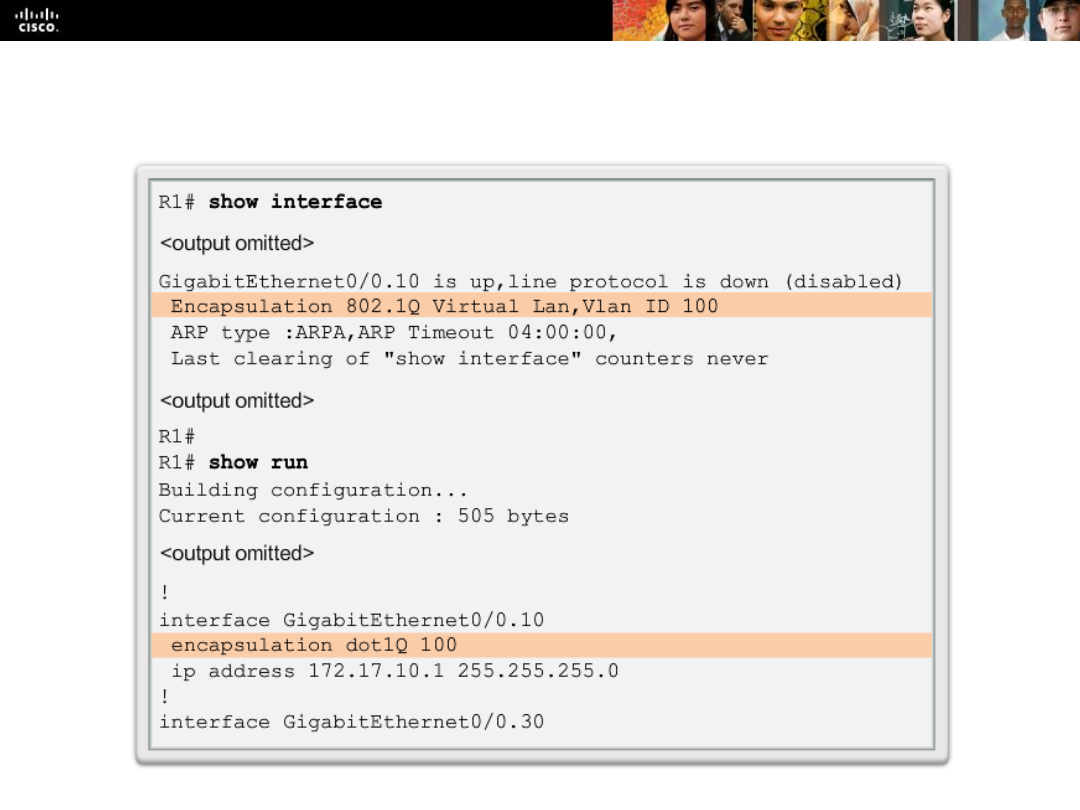 CISCO.
R1# show interface
<output omitted>
GigabitEthernet0/0.10 is up,line protocol is down (disabled)
Encapsulation 802.1Q Virtual Lan,Vlan ID 100
ARP type :ARPA,ARP Timeout 04:00:00,
Last clearing of "show interface" counters never
<output omitted>
R1#
R1# show run
Building configuration...
Current configuration : 505 bytes
<output omitted>
!
interface GigabitEthernet0/0.10
encapsulation dot1Q 100
ip address 172.17.10.1 255.255.255.0
!
interface GigabitEthernet0/0.30